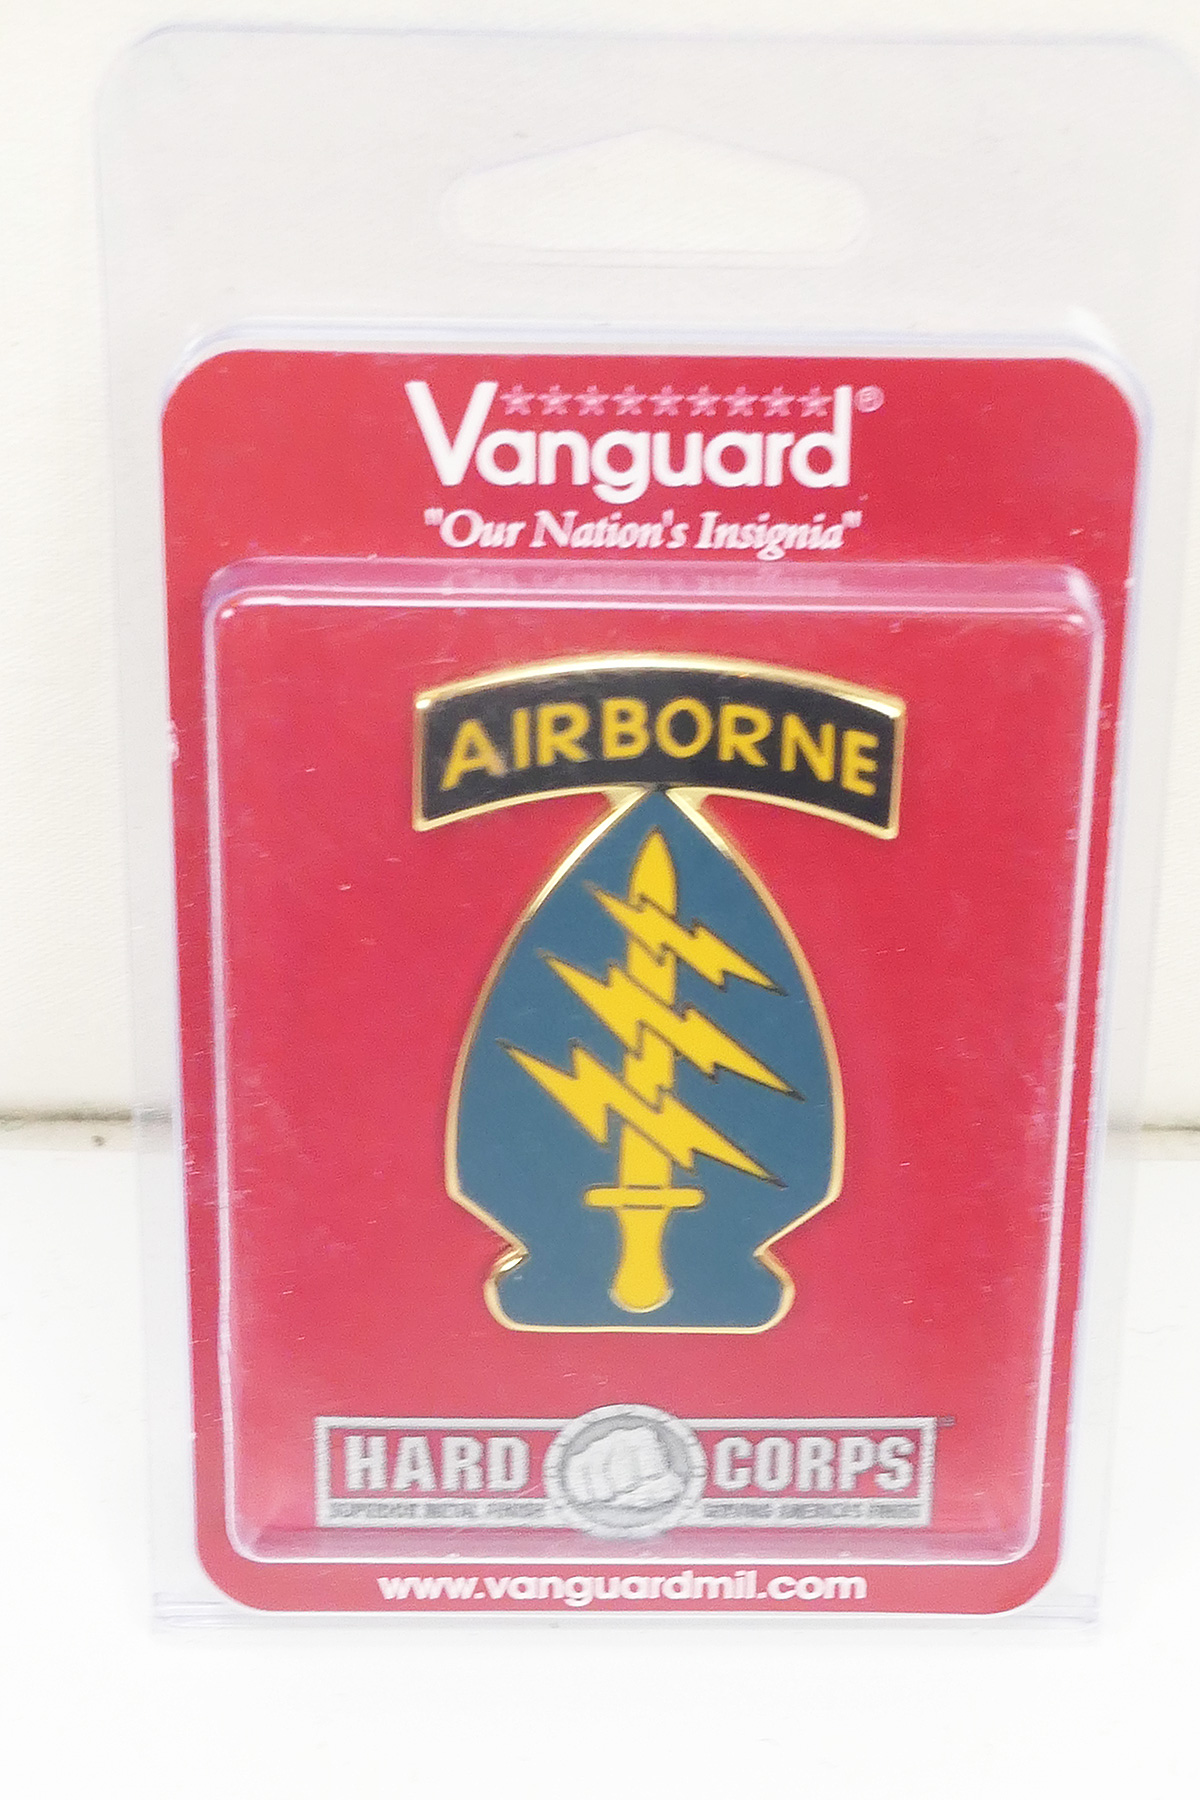 Vanguard®
"Our Nation's Insignia"
AIRBORNE
HARD CORPS
www.vanguardmil.com